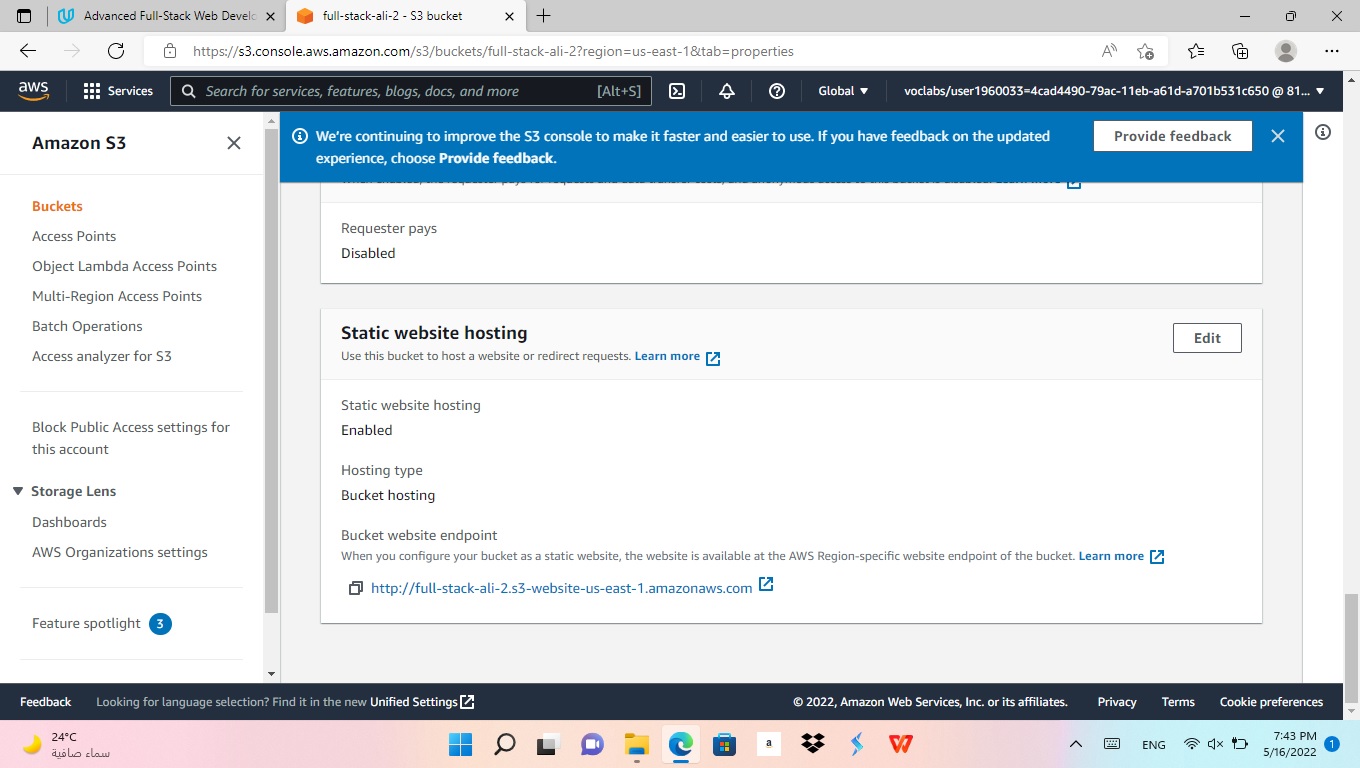 Advanced Full-Stack Web Develo
full-stack-ali-2 - S3 bucket
https://s3.console.aws.amazon.com/s3/buckets/full-stack-ali-2?region=us-east-1&tab=properties
aws
Services
Search for services, features, blogs, docs, and more
[Alt+S]
Global
voclabs/user1960033=4cad4490-79ac-11eb-a61d-a701b531c650 @ 81...
Amazon S3
Buckets
Access Points
Object Lambda Access Points
Multi-Region Access Points
Batch Operations
Access analyzer for S3
Block Public Access settings for
this account
Storage Lens
Dashboards
AWS Organizations settings
Feature spotlight 3
We're continuing to improve the S3 console to make it faster and easier to use. If you have feedback on the updated
experience, choose Provide feedback.
Provide feedback
Requester pays
Disabled
Static website hosting
Use this bucket to host a website or redirect requests. Learn more
Edit
Static website hosting
Enabled
Hosting type
Bucket hosting
Bucket website endpoint
When you configure your bucket as a static website, the website is available at the AWS Region-specific website endpoint of the bucket. Learn more
http://full-stack-ali-2.s3-website-us-east-1.amazonaws.com
Feedback
Looking for language selection? Find it in the new Unified Settings
© 2022, Amazon Web Services, Inc. or its affiliates.
Privacy
Terms
Cookie preferences
24°C
سماء صافية
a
ENG
7:43 PM
5/16/2022
1